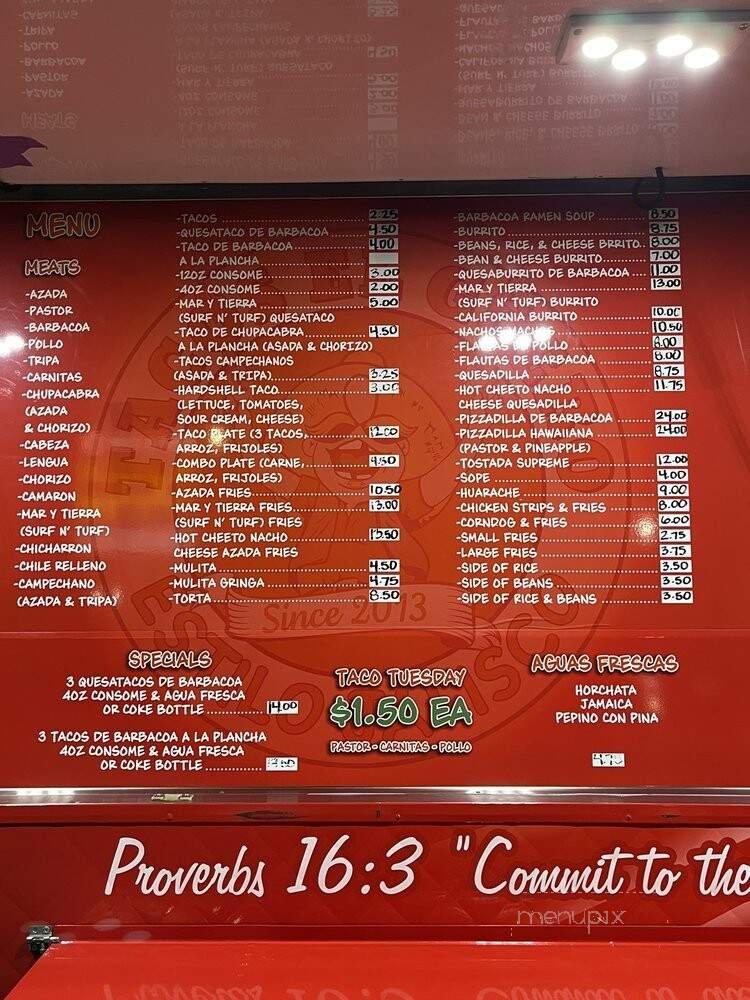 MENU
MEATS
-AZADA
-PASTOR
-BARBACOA
-POLLO
-TRIPA
-CARNITAS
-CHUPACABRA
(AZADA
& CHORIZO)
-CABEZA
-LENGUA
-CHORIZO
-CAMARON
-MAR Y TIERRA
(SURF N' TURF)
-CHICHARRON
-CHILE RELLENO
-CAMPECHANO
(AZADA & TRIPA)
-TACOS 2.25
-QUESATACO DE BARBACOA 4.50
-TACO DE BARBACOA 4.00
A LA PLANCHA
-12OZ CONSOME 3.00
-4OZ CONSOME 2.00
-MAR Y TIERRA 5.00
(SURF N' TURF) QUESATACO
-TACO DE CHUPACABRA 4.50
A LA PLANCHA (ASADA & CHORIZO)
-TACOS CAMPECHANOS
(ASADA & TRIPA) 3.25
-HARDSHELL TACO 3.00
(LETTUCE, TOMATOES,
SOUR CREAM, CHEESE)
-TACO PLATE (3 TACOS, 12.00
ARROZ, FRIJOLES)
-COMBO PLATE (CARNE, 9.50
ARROZ, FRIJOLES)
-AZADA FRIES 10.50
-MAR Y TIERRA FRIES 13.00
(SURF N' TURF) FRIES
-HOT CHEETO NACHO
CHEESE AZADA FRIES
-MULITA 4.50
-MULITA GRINGA 4.75
-TORTA 8.50
-BARBACOA RAMEN SOUP 8.50
-BURRITO 8.75
-BEANS, RICE, & CHEESE BRRITO 8.00
-BEAN & CHEESE BURRITO 7.00
-QUESABURRITO DE BARBACOA 11.00
-MAR Y TIERRA 13.00
(SURF N' TURF) BURRITO
-CALIFORNIA BURRITO 10.00
-NACHOS MACHOS 10.50
-FLAUTAS DE POLLO 8.00
-FLAUTAS DE BARBACOA 8.00
-QUESADILLA 8.75
-HOT CHEETO NACHO 11.75
CHEESE QUESADILLA
-PIZZADILLA DE BARBACOA 24.00
-PIZZADILLA HAWAIIANA 24.00
(PASTOR & PINEAPPLE)
-TOSTADA SUPREME 12.00
-SOPE 4.00
-HUARACHE 9.00
-CHICKEN STRIPS & FRIES 8.00
-CORNDOG & FRIES 6.00
-SMALL FRIES 2.75
-LARGE FRIES 3.75
-SIDE OF RICE 3.50
-SIDE OF BEANS 3.50
-SIDE OF RICE & BEANS 3.50
Since 2013
SPECIALS
3 QUESATACOS DE BARBACOA
4OZ CONSOME & AGUA FRESCA
OR COKE BOTTLE 14.00
3 TACOS DE BARBACOA A LA PLANCHA
4OZ CONSOME & AGUA FRESCA
OR COKE BOTTLE
TACO TUESDAY
$1.50 EA
PASTOR - CARNITAS - POLLO
AGUAS FRESCAS
HORCHATA
JAMAICA
PEPINO CON PINA
Proverbs 16:3 "Commit to the
menupix